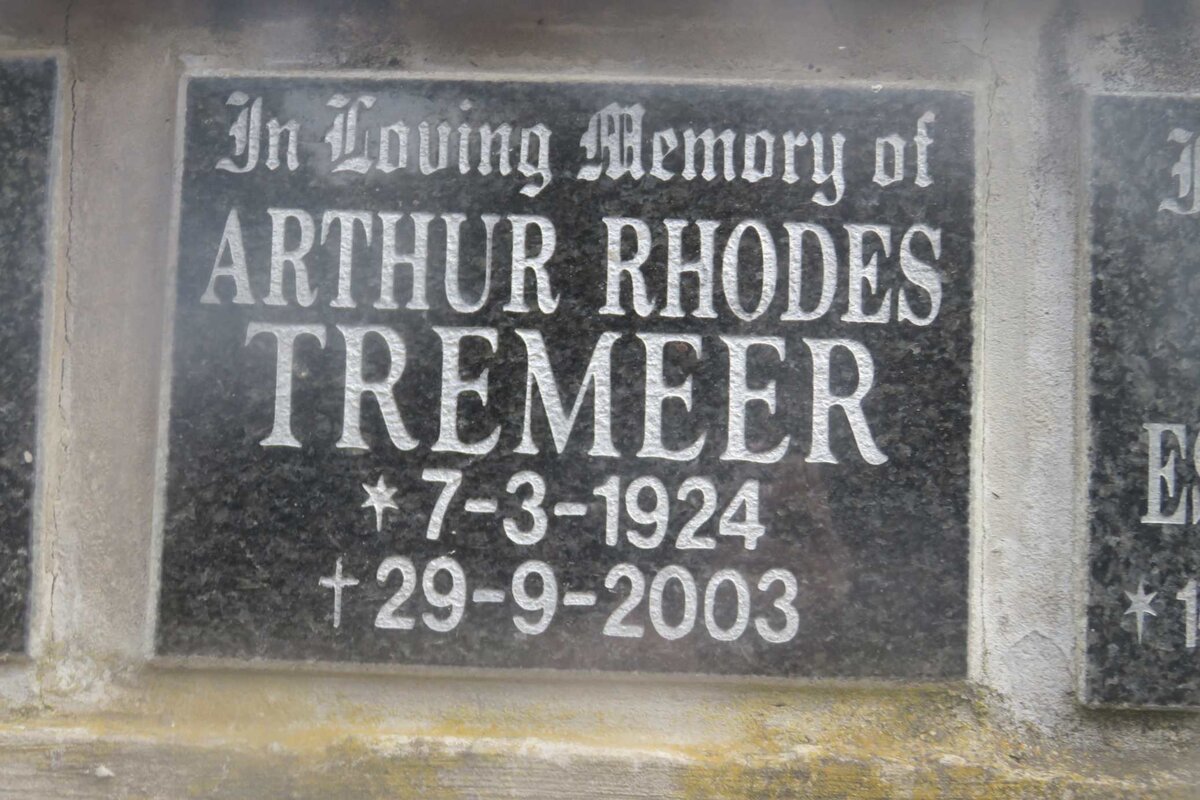 In Loving Memory of
ARTHUR RHODES
TREMEER
* 7-3-1924
† 29-9-2003